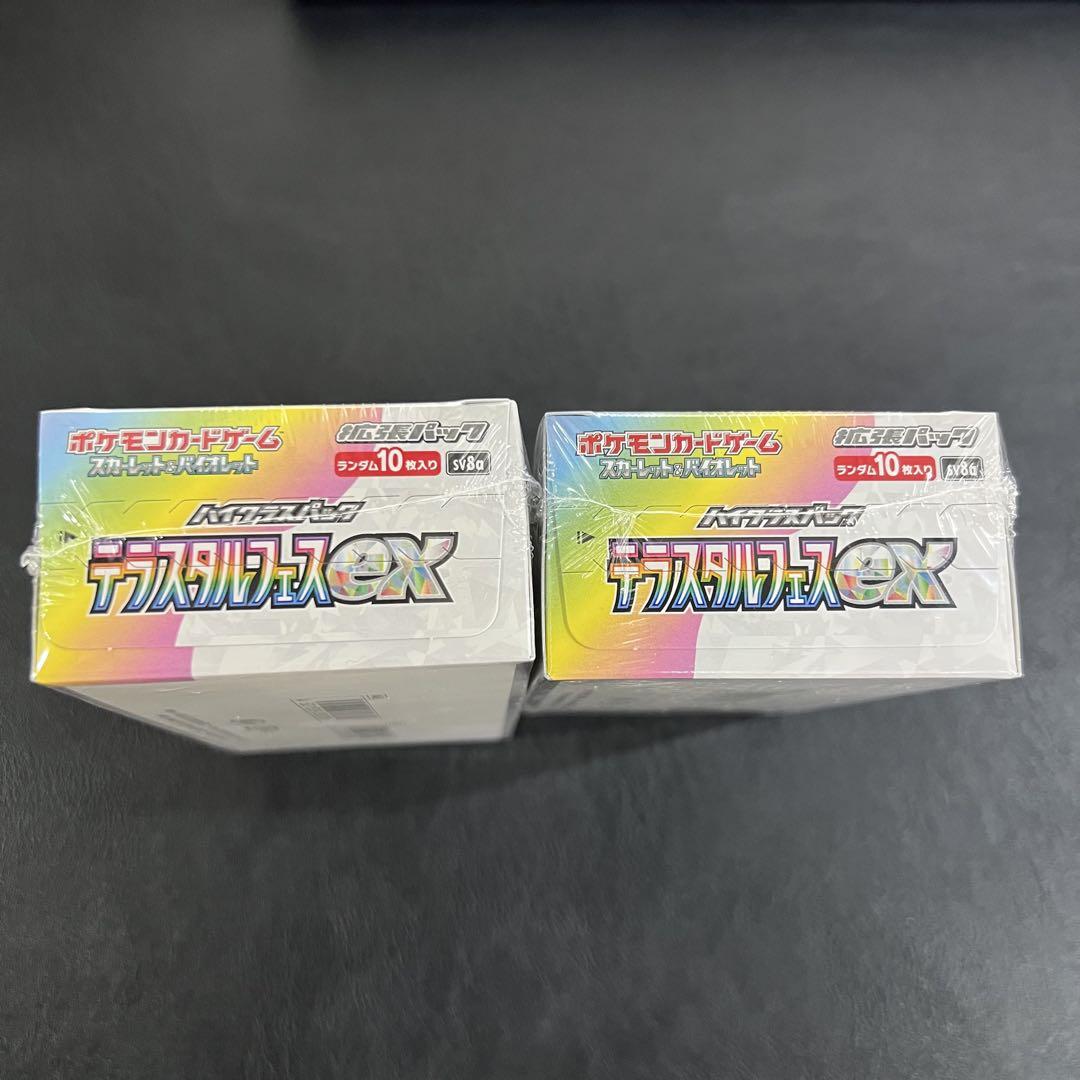 ポケモンカードゲーム
スカーレット&バイオレット
拡張パック
ランダム10枚入り
sv8a
ハイクラスパック
テラスタルフェスex
ポケモンカードゲーム
スカーレット&バイオレット
拡張パック
ランダム10枚入り
sv8a
ハイクラスパック
テラスタルフェスex